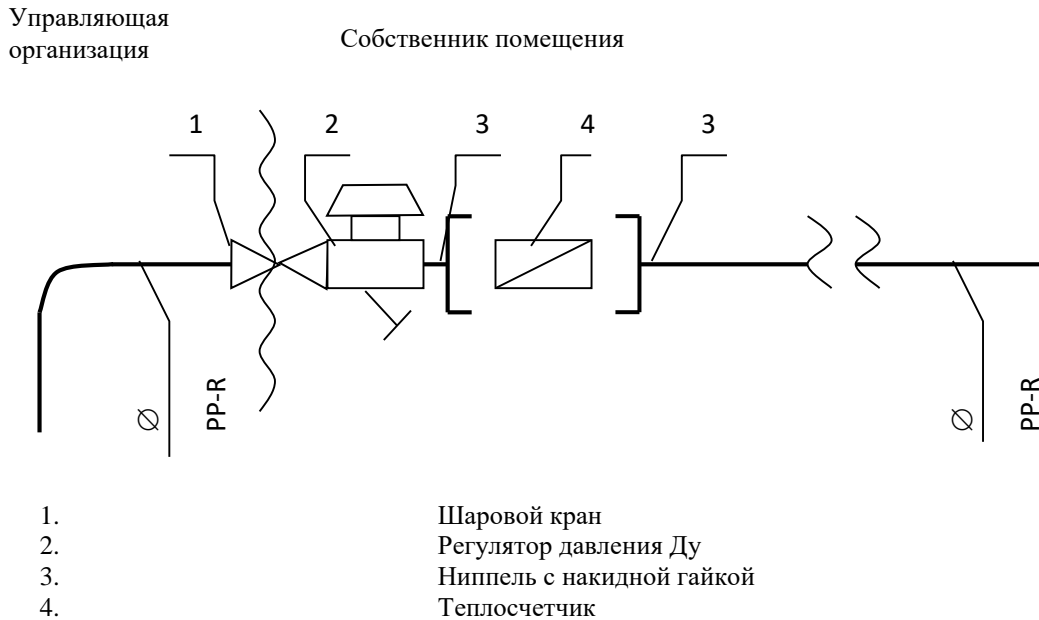 Управляющая
организация
Собственник помещения
1 2 3 4 3
∅ PP-R ∅ PP-R
1. Шаровой кран
2. Регулятор давления Ду
3. Ниппель с накидной гайкой
4. Теплосчетчик